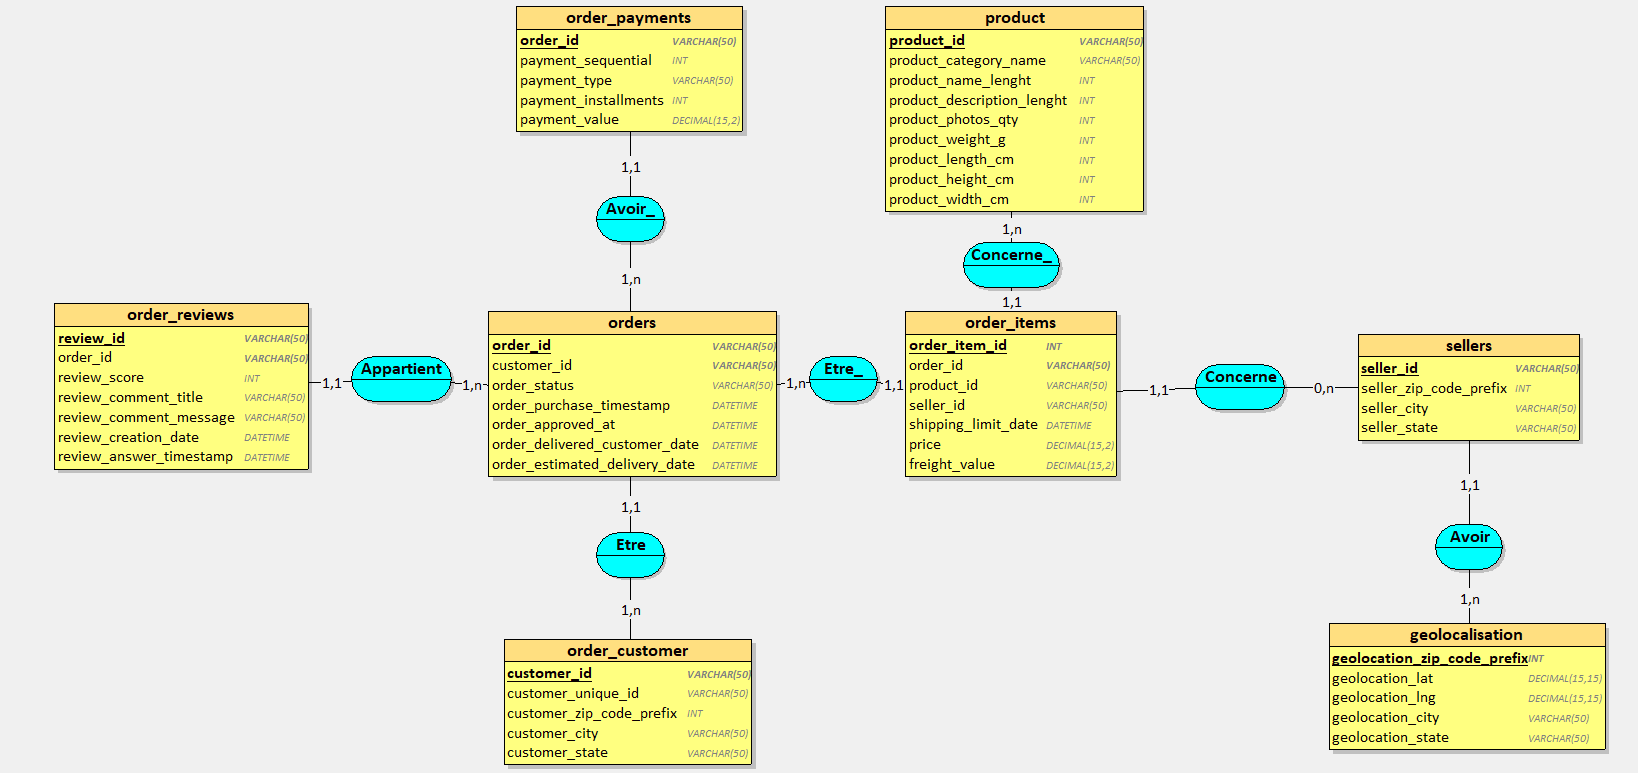 order_payments
order_id VARCHAR(50)
payment_sequential INT
payment_type VARCHAR(50)
payment_installments INT
payment_value DECIMAL(15,2)
1,1
Avoir_
1,n
product
product_id VARCHAR(50)
product_category_name VARCHAR(50)
product_name_lenght INT
product_description_lenght INT
product_photos_qty INT
product_weight_g INT
product_length_cm INT
product_height_cm INT
product_width_cm INT
1,n
Concerne_
1,1
order_reviews
review_id VARCHAR(50)
order_id VARCHAR(50)
review_score INT
review_comment_title VARCHAR(50)
review_comment_message VARCHAR(50)
review_creation_date DATETIME
review_answer_timestamp DATETIME
1,1
Appartient
1,n
orders
order_id VARCHAR(50)
customer_id VARCHAR(50)
order_status VARCHAR(50)
order_purchase_timestamp DATETIME
order_approved_at DATETIME
order_delivered_customer_date DATETIME
order_estimated_delivery_date DATETIME
1,n
Etre_
1,1
order_items
order_item_id INT
order_id VARCHAR(50)
product_id VARCHAR(50)
seller_id VARCHAR(50)
shipping_limit_date DATETIME
price DECIMAL(15,2)
freight_value DECIMAL(15,2)
1,1
Concerne
0,n
sellers
seller_id VARCHAR(50)
seller_zip_code_prefix INT
seller_city VARCHAR(50)
seller_state VARCHAR(50)
1,1
Etre
1,n
order_customer
customer_id VARCHAR(50)
customer_unique_id VARCHAR(50)
customer_zip_code_prefix INT
customer_city VARCHAR(50)
customer_state VARCHAR(50)
1,1
Avoir
1,n
geolocalisation
geolocation_zip_code_prefix INT
geolocation_lat DECIMAL(15,15)
geolocation_lng DECIMAL(15,15)
geolocation_city VARCHAR(50)
geolocation_state VARCHAR(50)